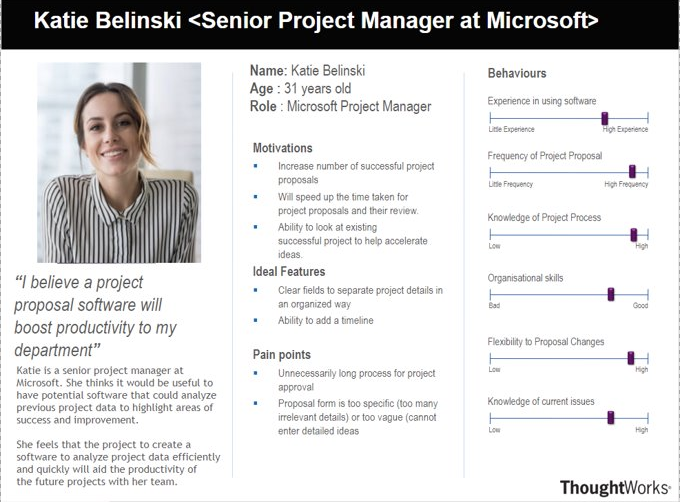 Katie Belinski <Senior Project Manager at Microsoft>
“I believe a project
proposal software will
boost productivity to my
department”
Katie is a senior project manager at
Microsoft. She thinks it would be useful to
have potential software that could analyze
previous project data to highlight areas of
success and improvement.
She feels that the project to create a
software to analyze project data efficiently
and quickly will aid the productivity of
the future projects with her team.
Name: Katie Belinski
Age : 31 years old
Role : Microsoft Project Manager
Motivations
Increase number of successful project
proposals
Will speed up the time taken for
project proposals and their review.
Ability to look at existing
successful project to help accelerate
ideas.
Ideal Features
Clear fields to separate project details in
an organized way
Ability to add a timeline
Pain points
Unnecessarily long process for project
approval
Proposal form is too specific (too many
irrelevant details) or too vague (cannot
enter detailed ideas
Behaviours
Experience in using software
Little Experience High Experience
Frequency of Project Proposal
Little Frequency High Frequency
Knowledge of Project Process
Low High
Organisational skills
Bad Good
Flexibility to Proposal Changes
Low High
Knowledge of current issues
Low High
ThoughtWorks®